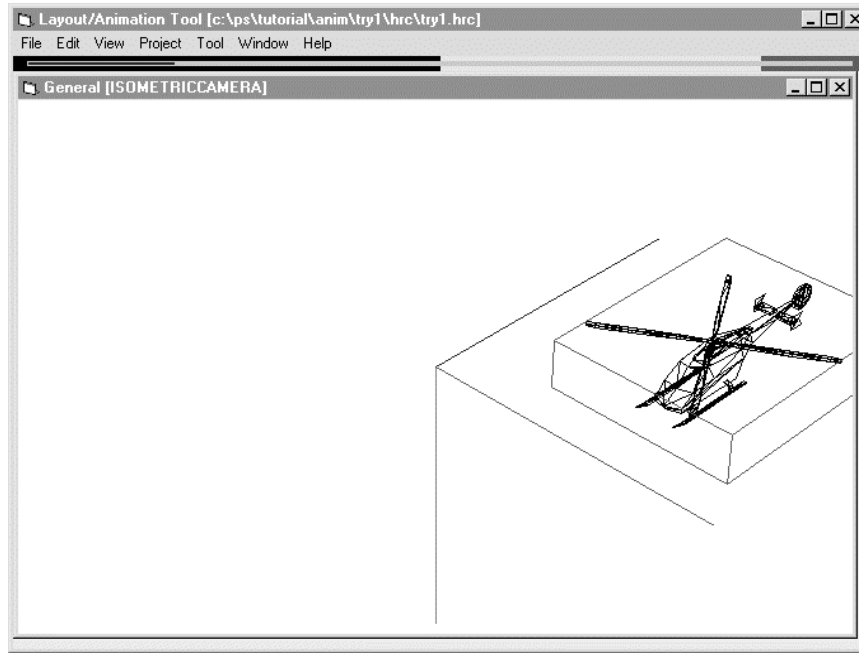 Layout/Animation Tool [c:\ps\tutorial\anim\try1\hrc\try1.hrc]
File Edit View Project Tool Window Help
General [ISOMETRICCAMERA]